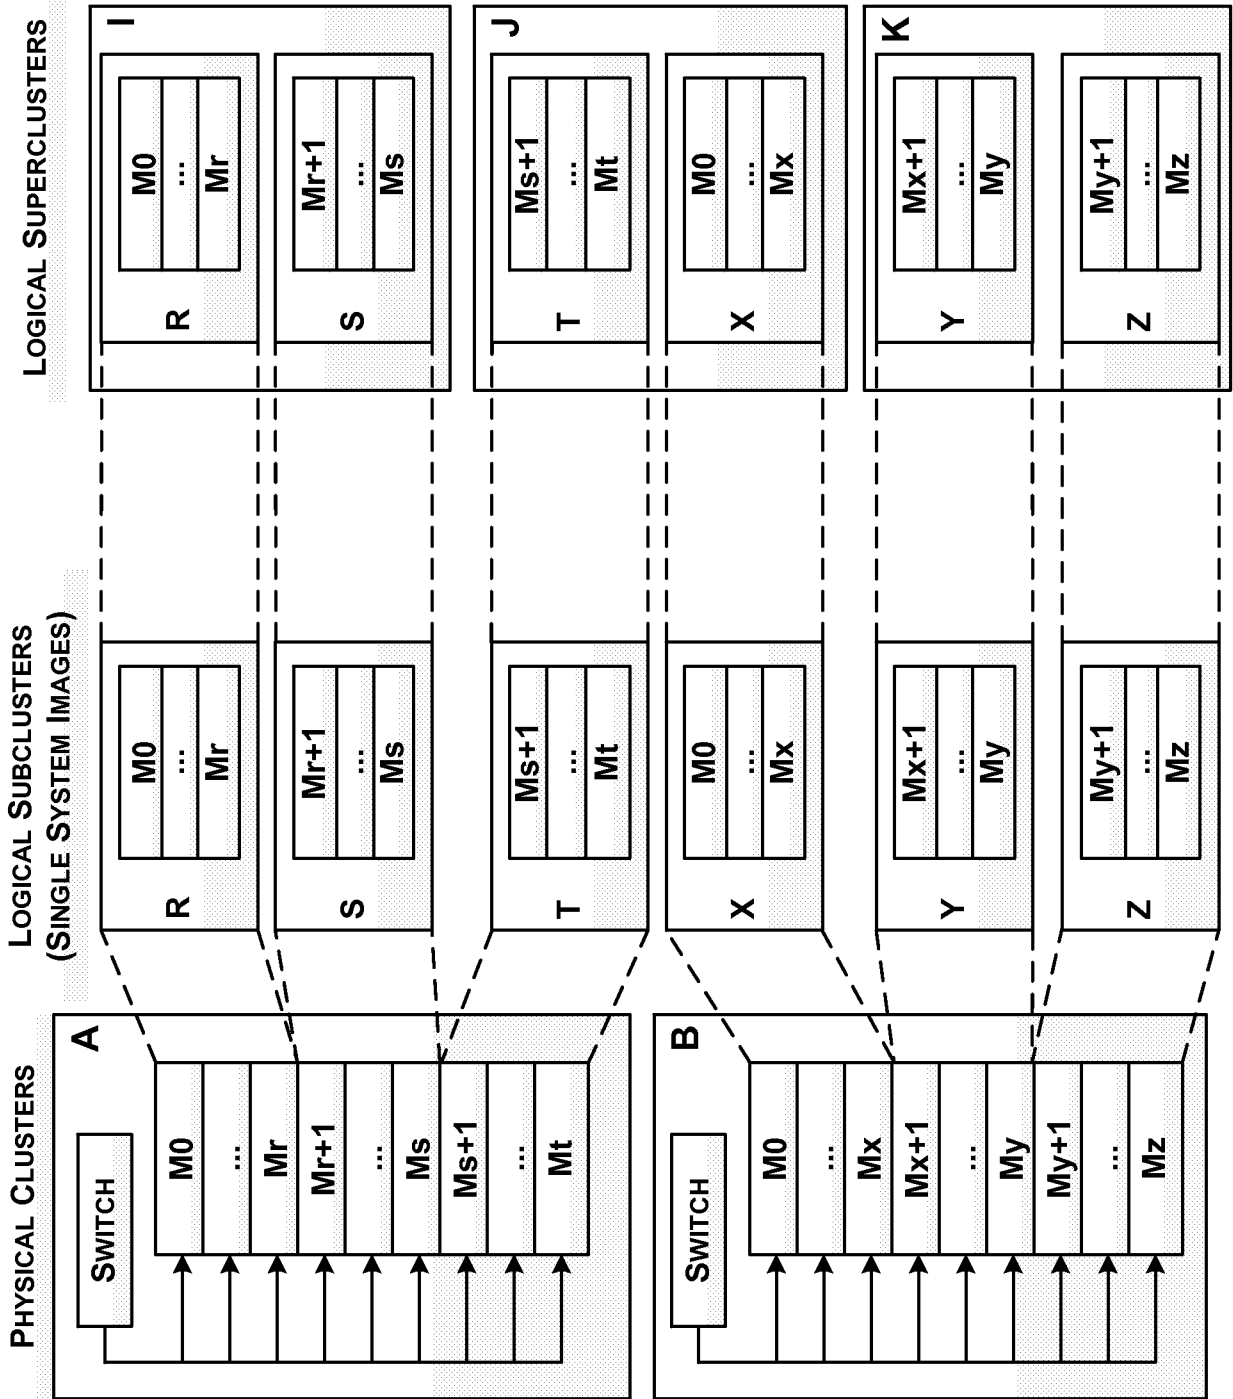 PHYSICAL CLUSTERS
A
SWITCH
M0
...
Mr
Mr+1
...
Ms
Ms+1
...
Mt
B
SWITCH
M0
...
Mx
Mx+1
...
My
My+1
...
Mz
LOGICAL SUBCLUSTERS
(SINGLE SYSTEM IMAGES)
R
M0
...
Mr
S
Mr+1
...
Ms
T
Ms+1
...
Mt
X
M0
...
Mx
Y
Mx+1
...
My
Z
My+1
...
Mz
LOGICAL SUPERCLUSTERS
I
R
M0
...
Mr
S
Mr+1
...
Ms
J
T
Ms+1
...
Mt
X
M0
...
Mx
K
Y
Mx+1
...
My
Z
My+1
...
Mz